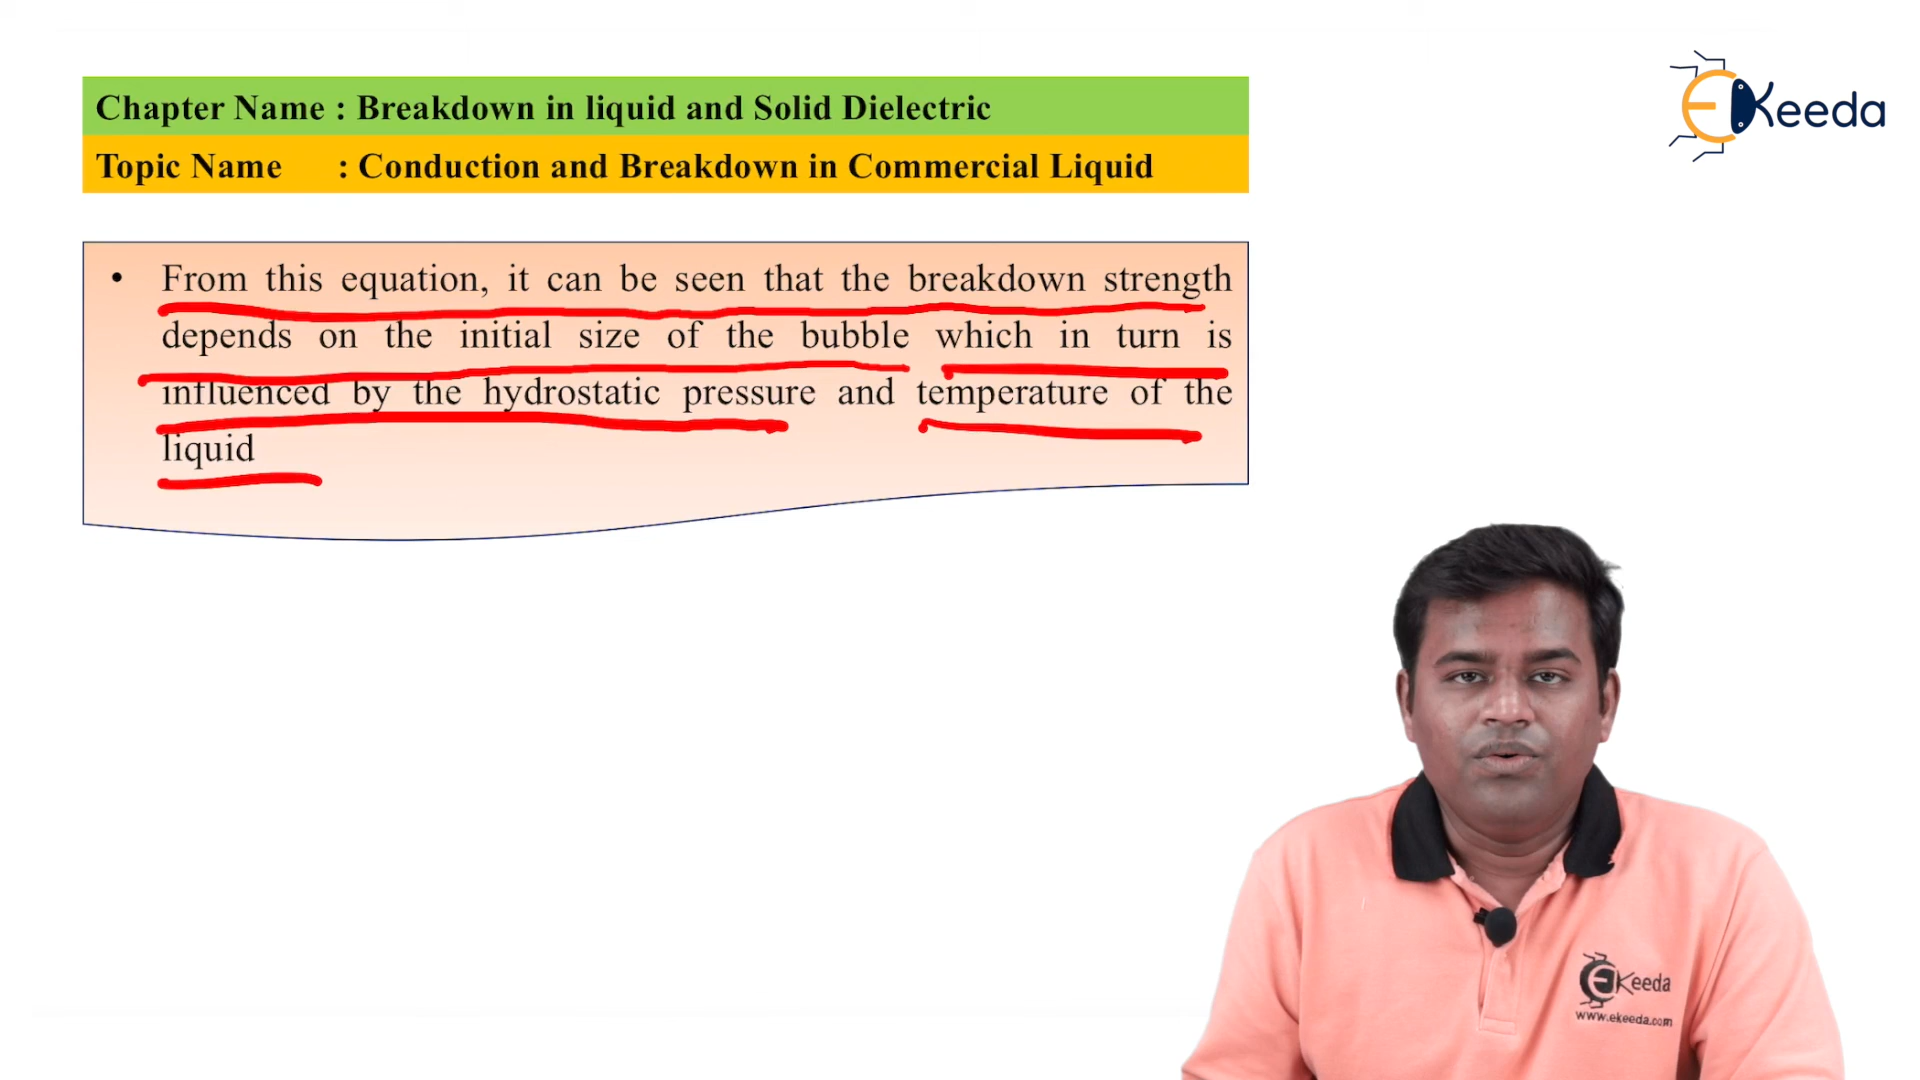 Chapter Name : Breakdown in liquid and Solid Dielectric
Topic Name : Conduction and Breakdown in Commercial Liquid
EKeeda
• From this equation, it can be seen that the breakdown strength
depends on the initial size of the bubble which in turn is
influenced by the hydrostatic pressure and temperature of the
liquid
EKeeda
www.ekeeda.com